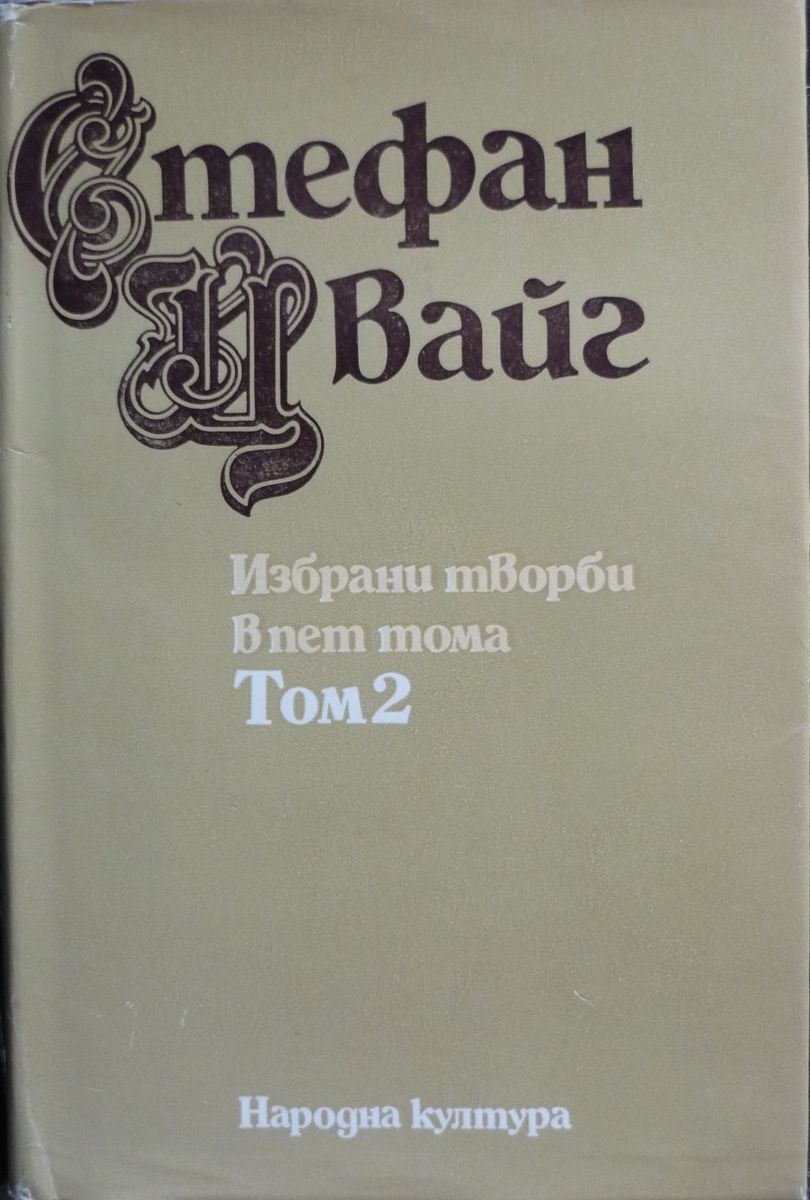 Стефан
Цвайг
Избрани творби
в пет тома
Том 2
Народна култура